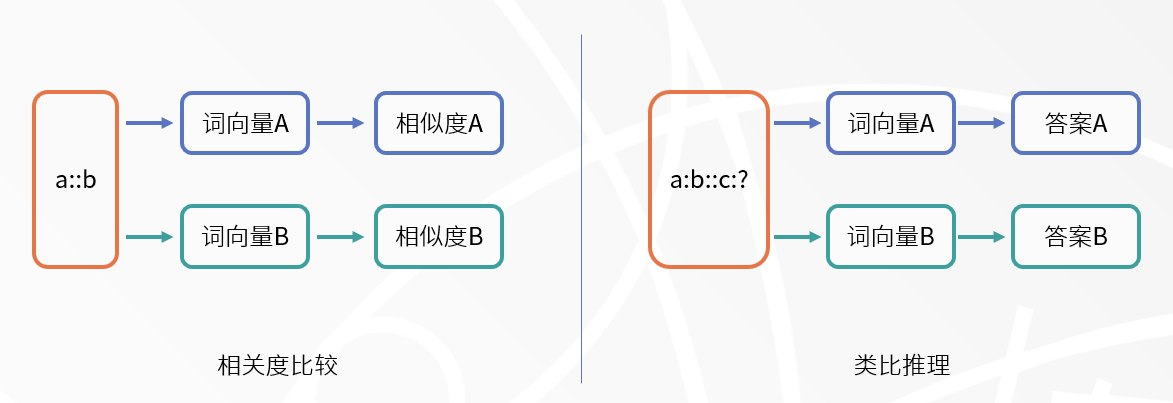 a::b
词向量A
相似度A
词向量B
相似度B
相关度比较
a:b::c:?
词向量A
答案A
词向量B
答案B
类比推理